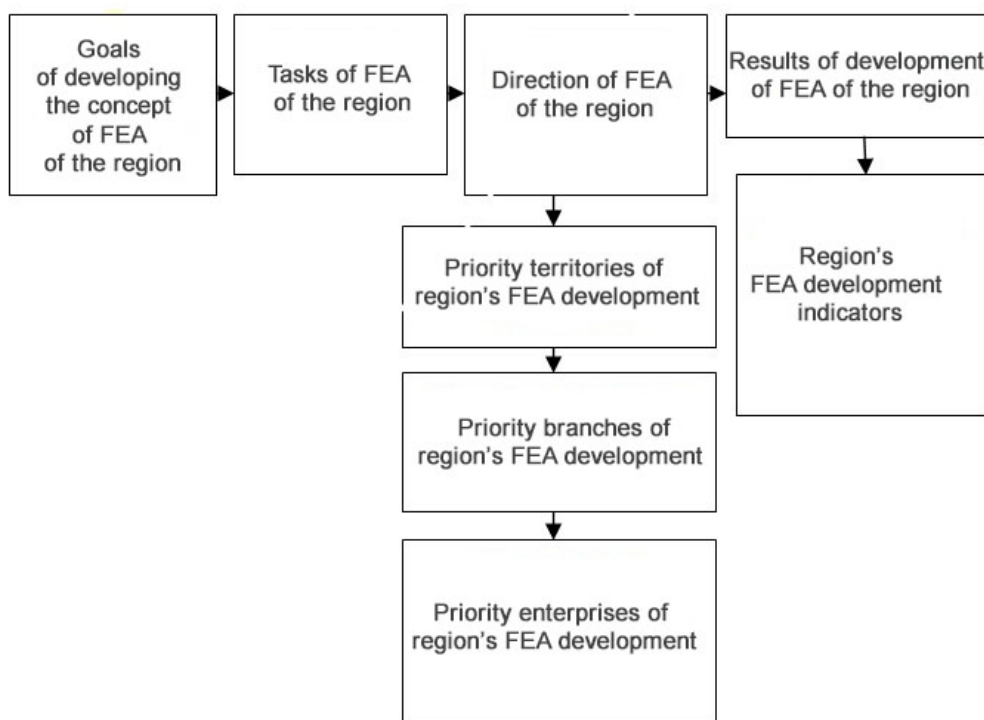 Goals
of developing
the concept
of FEA
of the region
Tasks of FEA
of the region
Direction of FEA
of the region
Results of development
of FEA of the region
Priority territories of
region's FEA development
Region's
FEA development
indicators
Priority branches of
region's FEA development
Priority enterprises of
region's FEA development